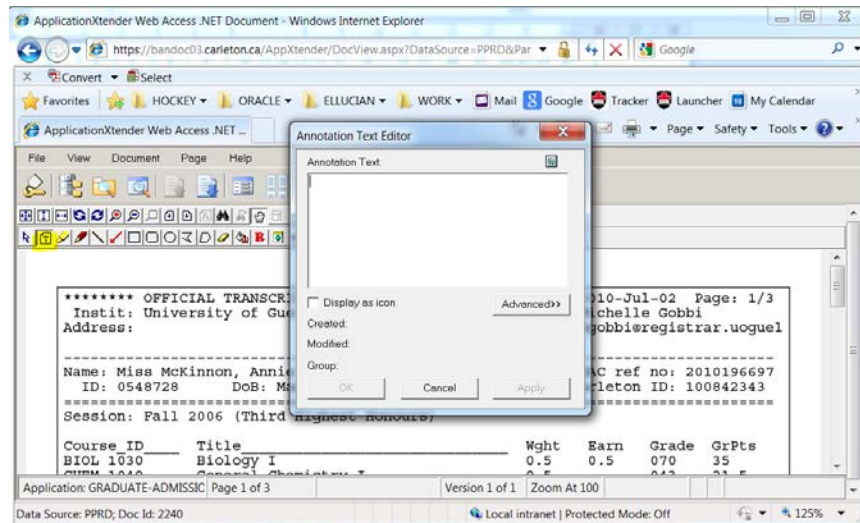 ApplicationXtender Web Access .NET Document - Windows Internet Explorer
https://bandoc03.carleton.ca/AppXtender/DocView.aspx?DataSource=PPRD&Par
Google
X Convert Select
Favorites HOCKEY ORACLE ELLUCIAN WORK Mail Google Tracker Launcher My Calendar
ApplicationXtender Web Access .NET ... Page Safety Tools
File View Document Page Help
Annotation Text Editor
Annotation Text
Display as icon Advanced>>
Created:
Modified:
Group:
OK Cancel Apply
******** OFFICIAL 010-Jul-02 Page: 1/3
Instit: University of ichelle Gobbi
Address: gobbi@registrar.uoguel
Name: Miss McKinnon, AC ref no: 2010196697
ID: 0548728 DoB: rleton ID: 100842343
Session: Fall 2006 (Third Highest Honours)
Course ID Title Wght Earn Grade GrPts
BIOL 1030 Biology I 0.5 0.5 070 35
Application: GRADUATE-ADMISSIC Page 1 of 3 Version 1 of 1 Zoom At 100
Data Source: PPRD; Doc Id: 2240 Local intranet | Protected Mode: Off 125%